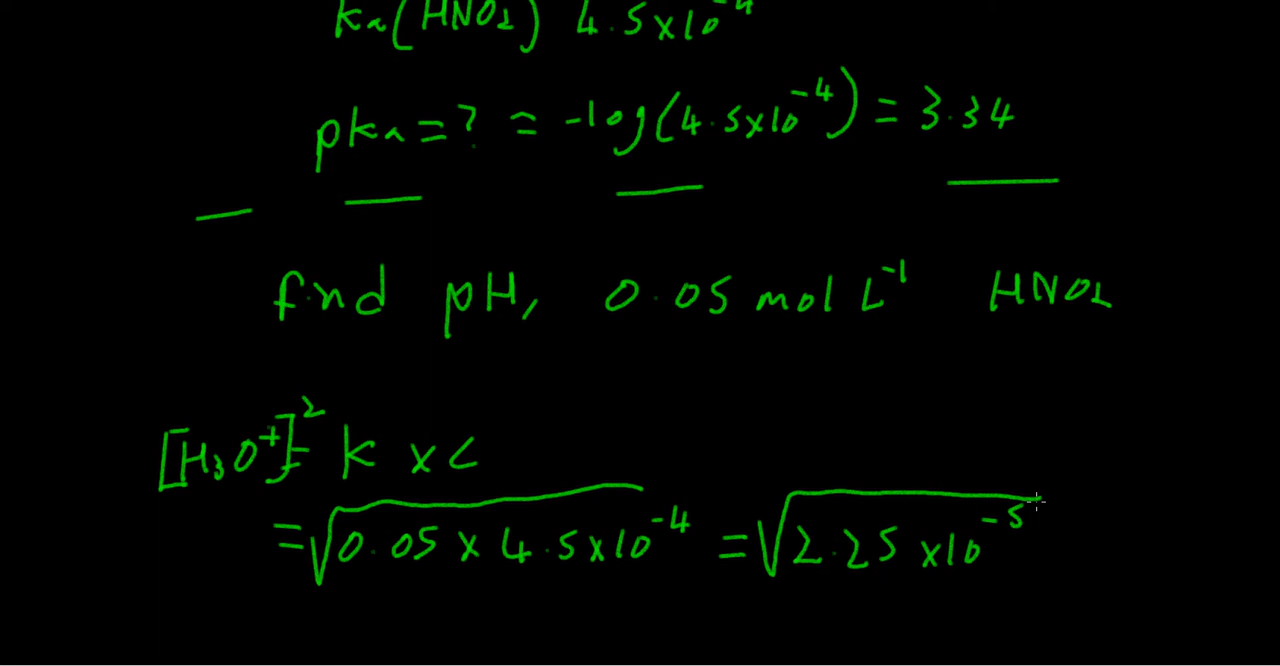 ka(HNO2) 4.5x10⁻⁴
pka=? = -log(4.5x10⁻⁴) = 3.34
find pH, 0.05 mol L⁻¹ HNO2
[H3O⁺]² = k x c
= √0.05 x 4.5x10⁻⁴ = √2.25 x10⁻⁵